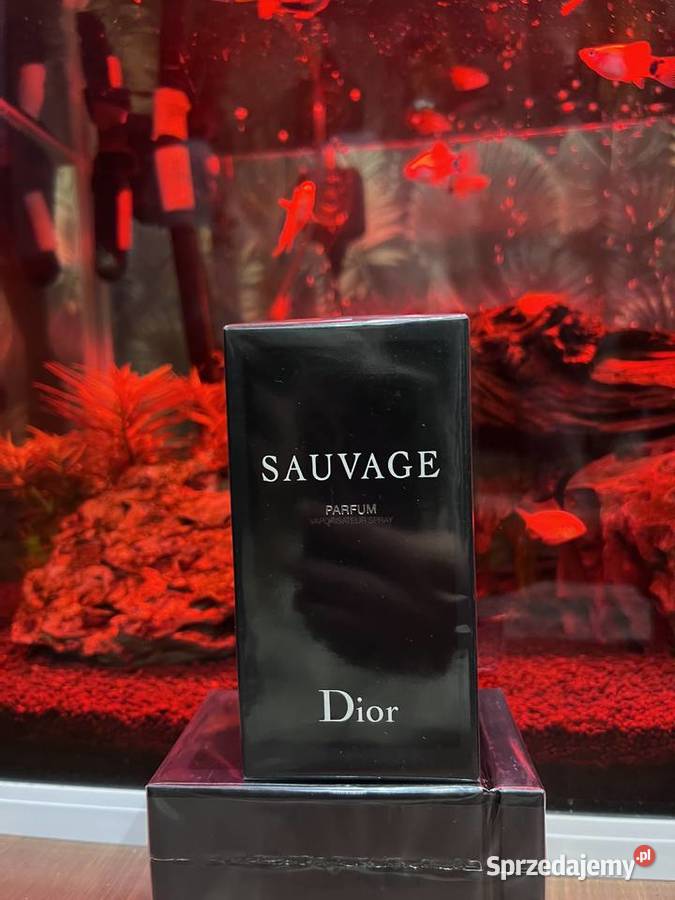 SAUVAGE
PARFUM
VAPORISATEUR SPRAY
Dior
Sprzedajemy.pl